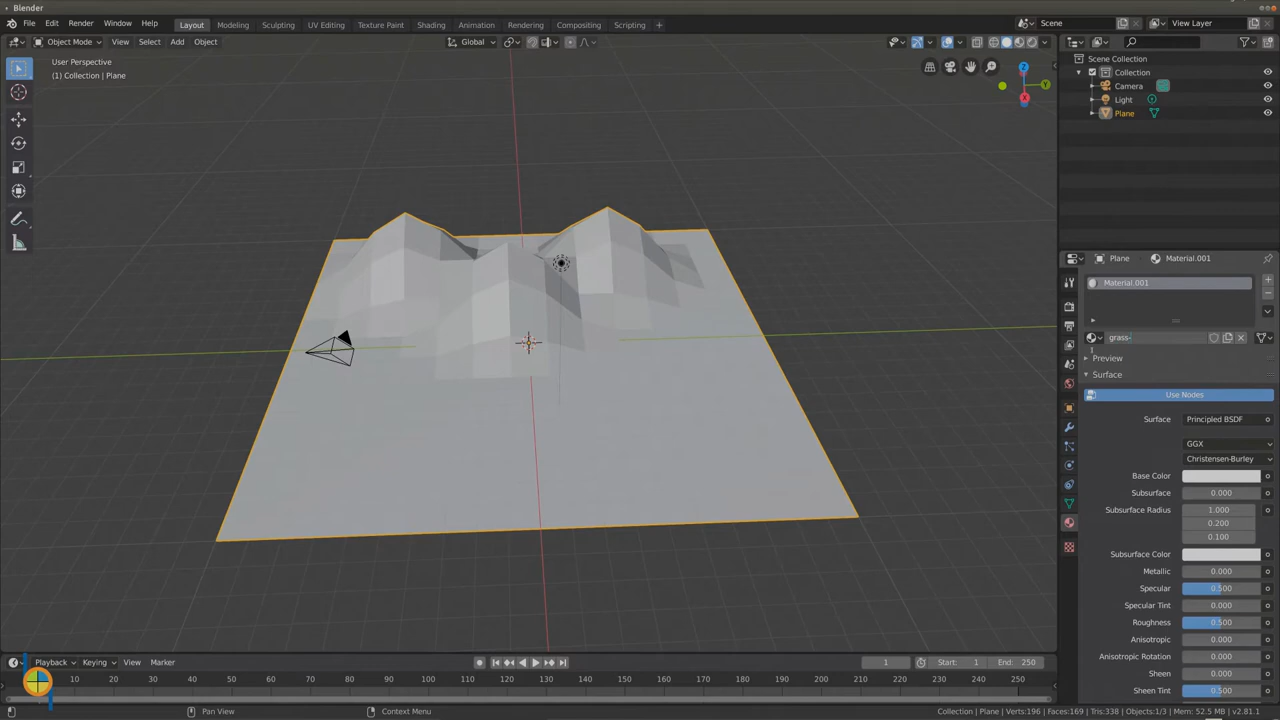 Blender
File Edit Render Window Help Layout Modeling Sculpting UV Editing Texture Paint Shading Animation Rendering Compositing Scripting + Scene View Layer
Object Mode View Select Add Object Global
User Perspective
(1) Collection | Plane
Z
Y
X
Scene Collection
Collection
Camera
Light
Plane
Plane Material.001
Material.001
grass-
Preview
Surface
Use Nodes
Surface Principled BSDF
GGX
Christensen-Burley
Base Color
Subsurface 0.000
Subsurface Radius 1.000
0.200
0.100
Subsurface Color
Metallic 0.000
Specular 0.500
Specular Tint 0.000
Roughness 0.500
Anisotropic 0.000
Anisotropic Rotation 0.000
Sheen 0.000
Sheen Tint 0.500
Playback Keying View Marker 1 Start: 1 End: 250
10 20 30 40 50 60 70 80 90 100 110 120 130 140 150 160 170 180 190 200 210 220 230 240 250
Pan View Context Menu Collection | Plane | Verts:196 | Faces:169 | Tris:338 | Objects:1/3 | Mem: 52.5 MB | v2.81.1